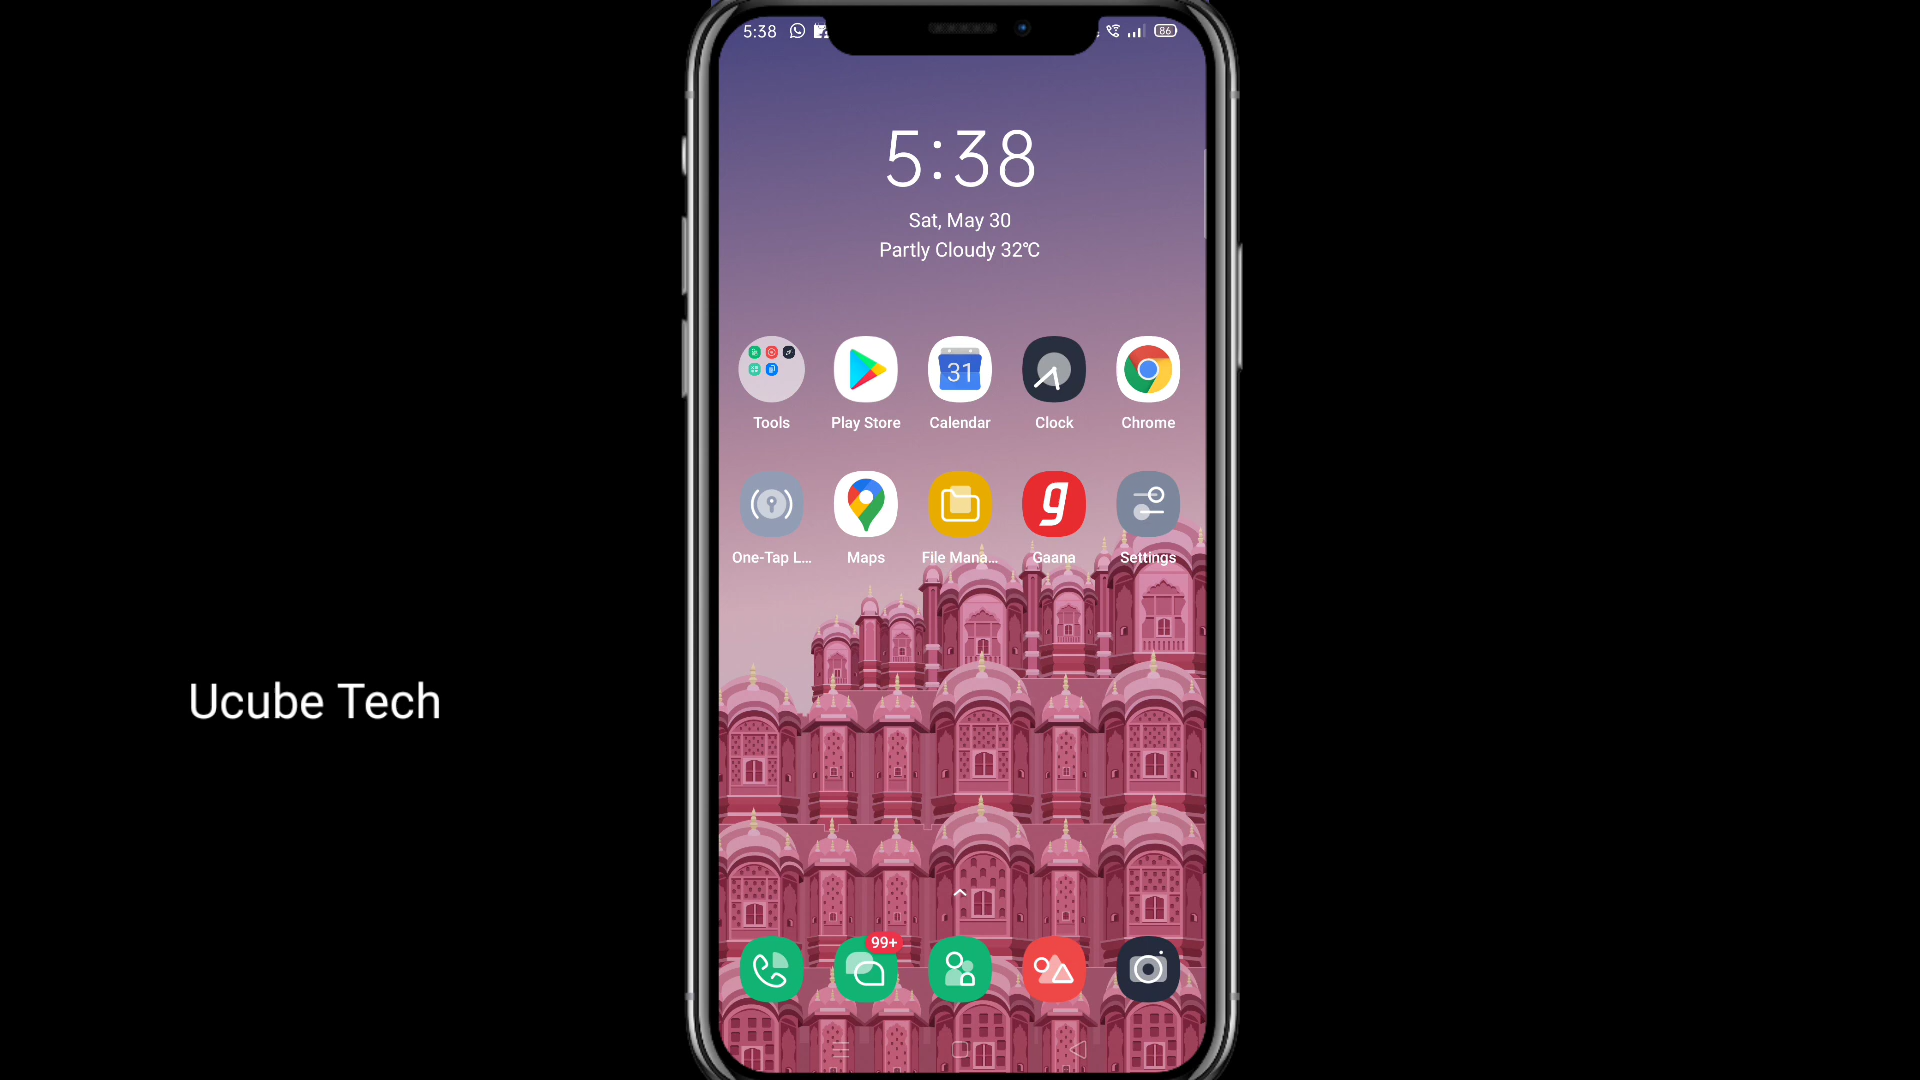 5:38
86
5:38
Sat, May 30
Partly Cloudy 32°C
31
Tools
Play Store
Calendar
Clock
Chrome
g
One-Tap L...
Maps
File Mana...
Gaana
Settings
Ucube Tech
99+